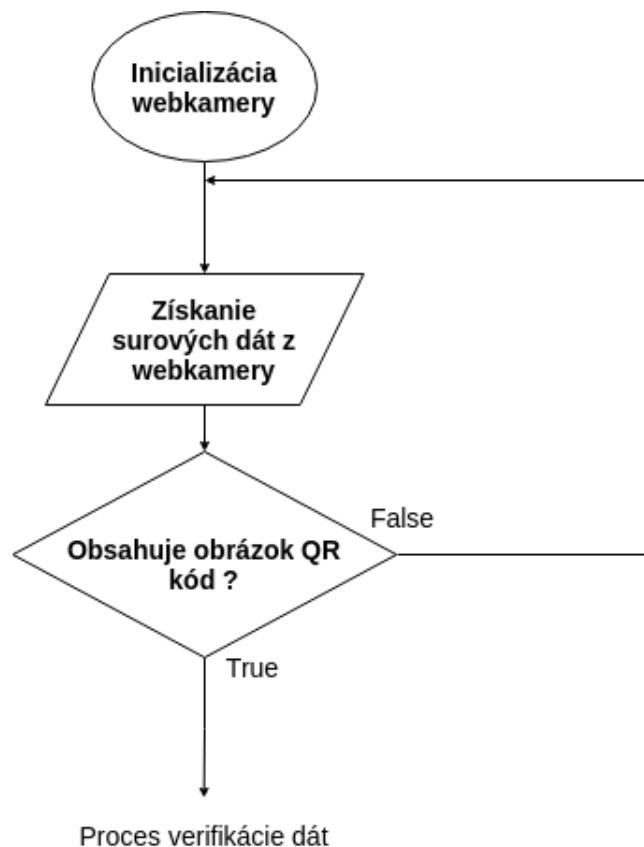 Inicializácia
webkamery
Získanie
surových dát z
webkamery
False
Obsahuje obrázok QR
kód ?
True
Proces verifikácie dát